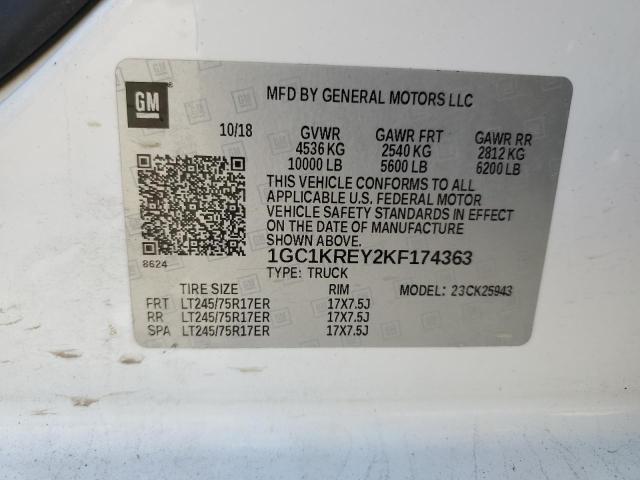 GM
MFD BY GENERAL MOTORS LLC
10/18 GVWR GAWR FRT GAWR RR
4536 KG 2540 KG 2812 KG
10000 LB 5600 LB 6200 LB
THIS VEHICLE CONFORMS TO ALL
APPLICABLE U.S. FEDERAL MOTOR
VEHICLE SAFETY STANDARDS IN EFFECT
ON THE DATE OF MANUFACTURE
SHOWN ABOVE.
8624
1GC1KREY2KF174363
TYPE: TRUCK
TIRE SIZE RIM MODEL: 23CK25943
FRT LT245/75R17ER 17X7.5J
RR LT245/75R17ER 17X7.5J
SPA LT245/75R17ER 17X7.5J